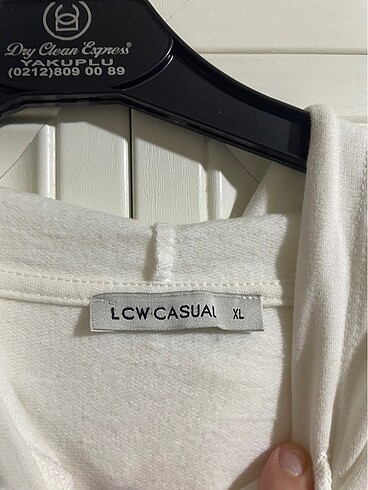 Dry Clean Express®
YAKUPLU
(0212)809 00 89
LCW CASUAL XL